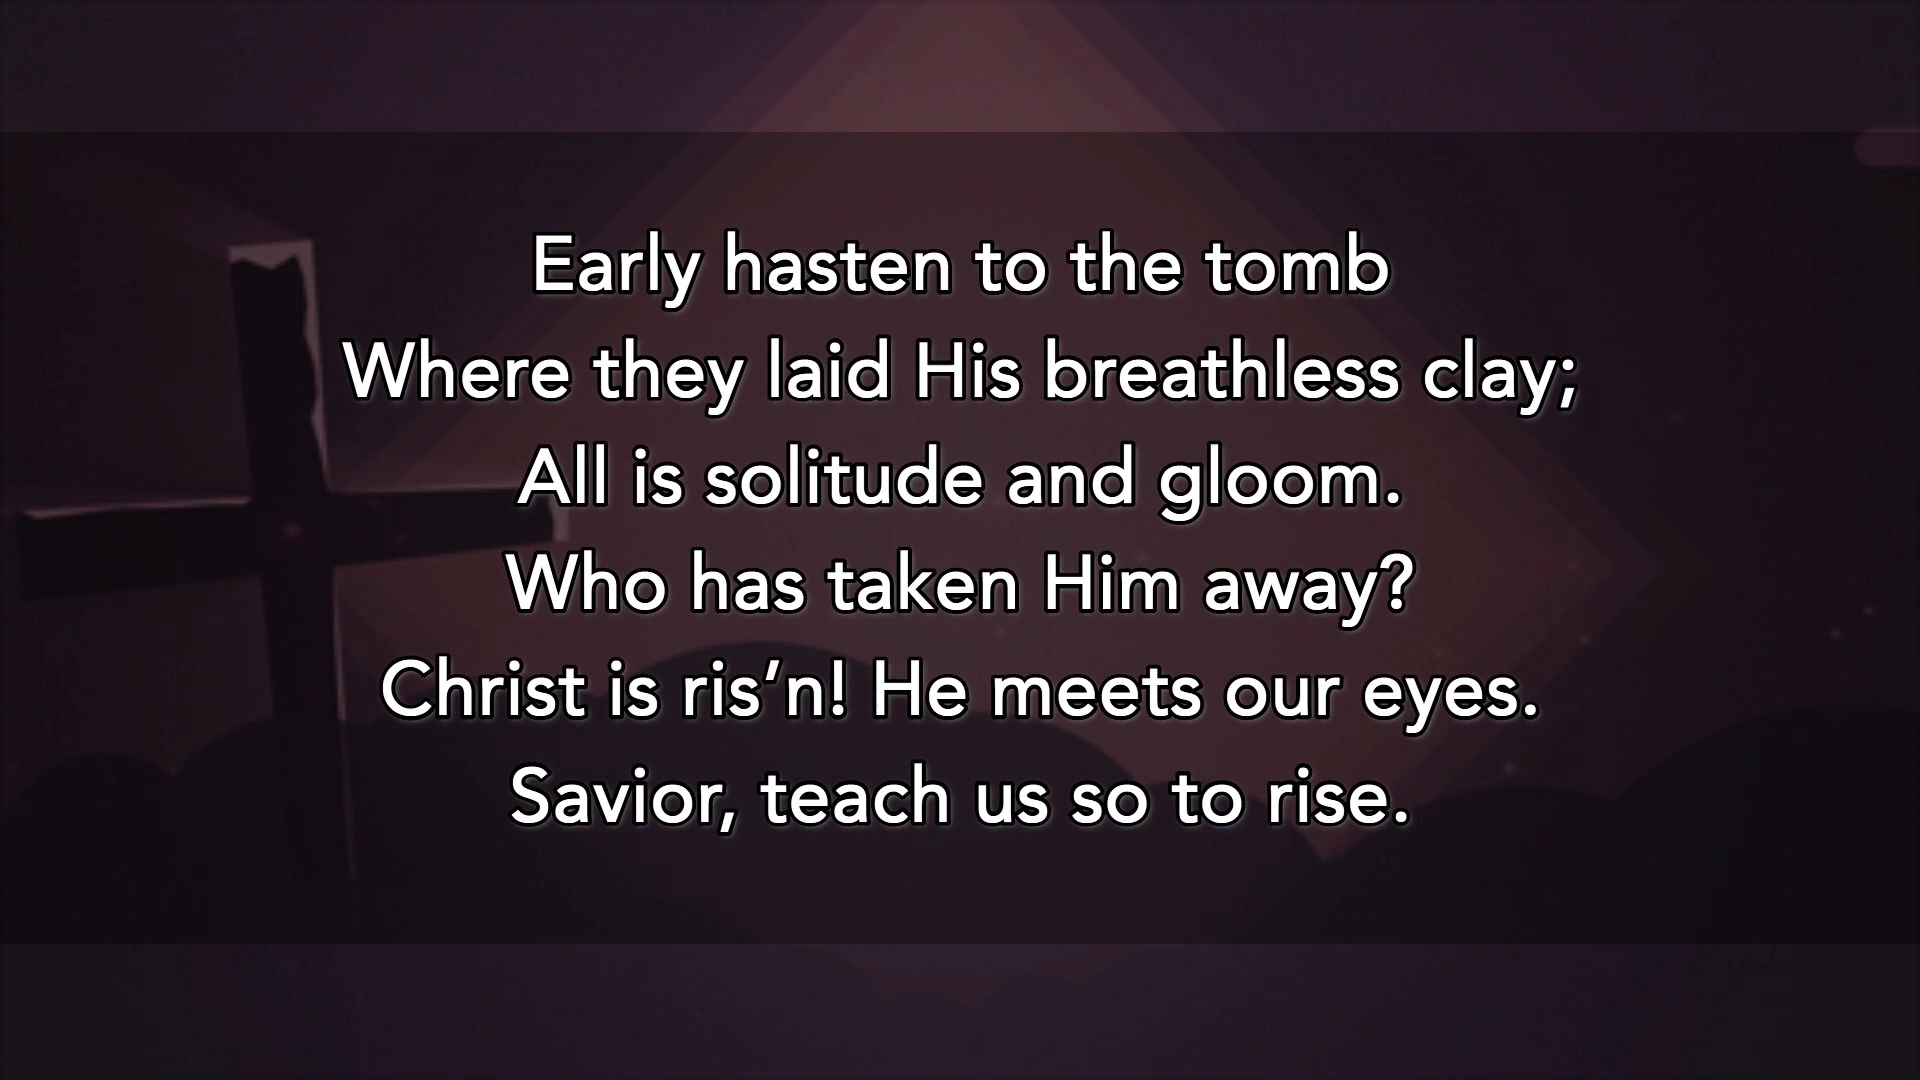 Early hasten to the tomb
Where they laid His breathless clay;
All is solitude and gloom.
Who has taken Him away?
Christ is ris’n! He meets our eyes.
Savior, teach us so to rise.